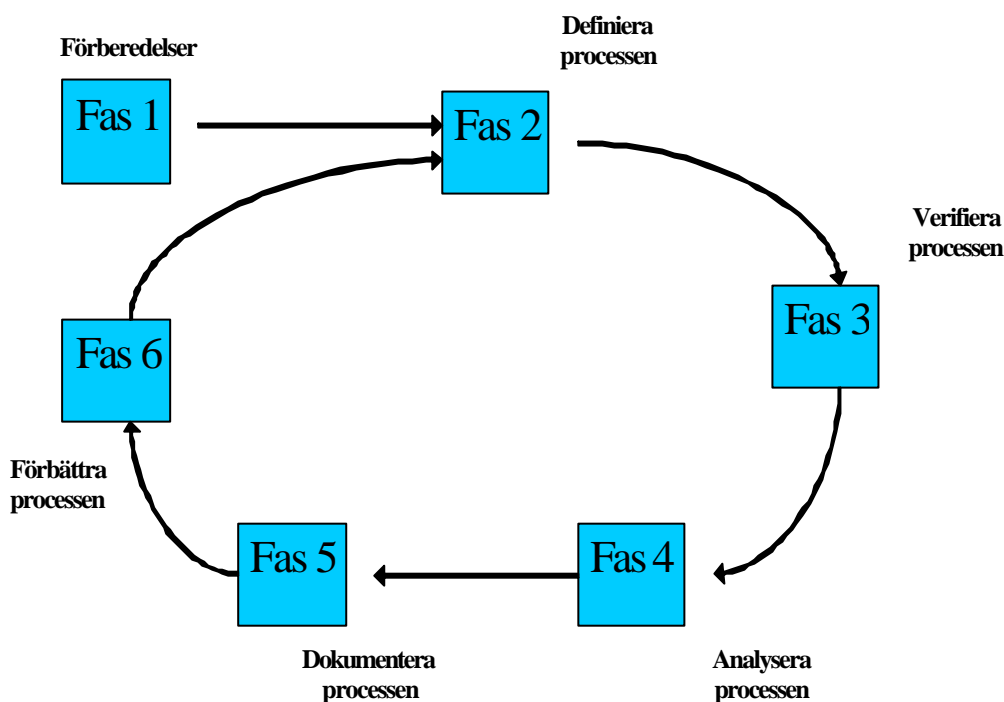 Förberedelser
Fas 1
Definiera
processen
Fas 2
Verifiera
processen
Fas 3
Fas 4
Analysera
processen
Fas 5
Dokumentera
processen
Fas 6
Förbättra
processen